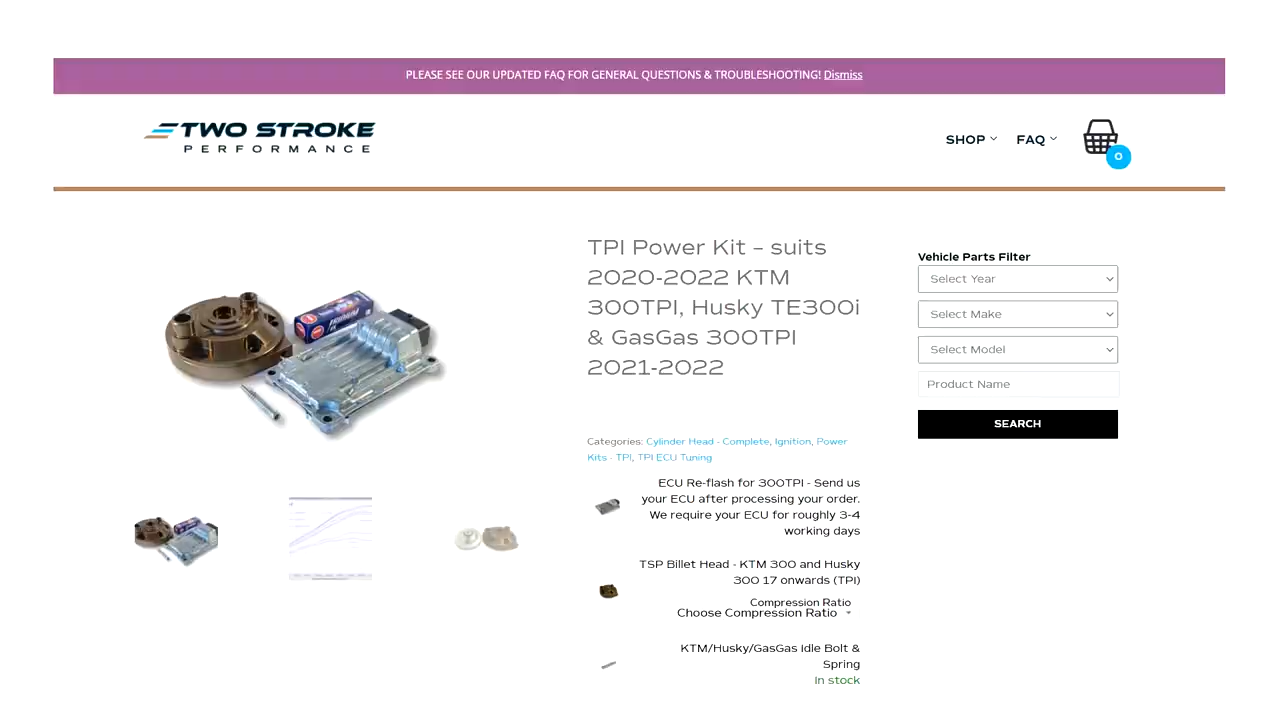 PLEASE SEE OUR UPDATED FAQ FOR GENERAL QUESTIONS & TROUBLESHOOTING! Dismiss
TWO STROKE
PERFORMANCE
SHOP
FAQ
0
TPI Power Kit – suits
2020-2022 KTM
300TPI, Husky TE300i
& GasGas 300TPI
2021-2022
Categories: Cylinder Head - Complete, Ignition, Power
Kits - TPI, TPI ECU Tuning
ECU Re-flash for 300TPI - Send us
your ECU after processing your order.
We require your ECU for roughly 3-4
working days
TSP Billet Head - KTM 300 and Husky
300 17 onwards (TPI)
Compression Ratio
Choose Compression Ratio
KTM/Husky/GasGas Idle Bolt &
Spring
In stock
Vehicle Parts Filter
Select Year
Select Make
Select Model
Product Name
SEARCH